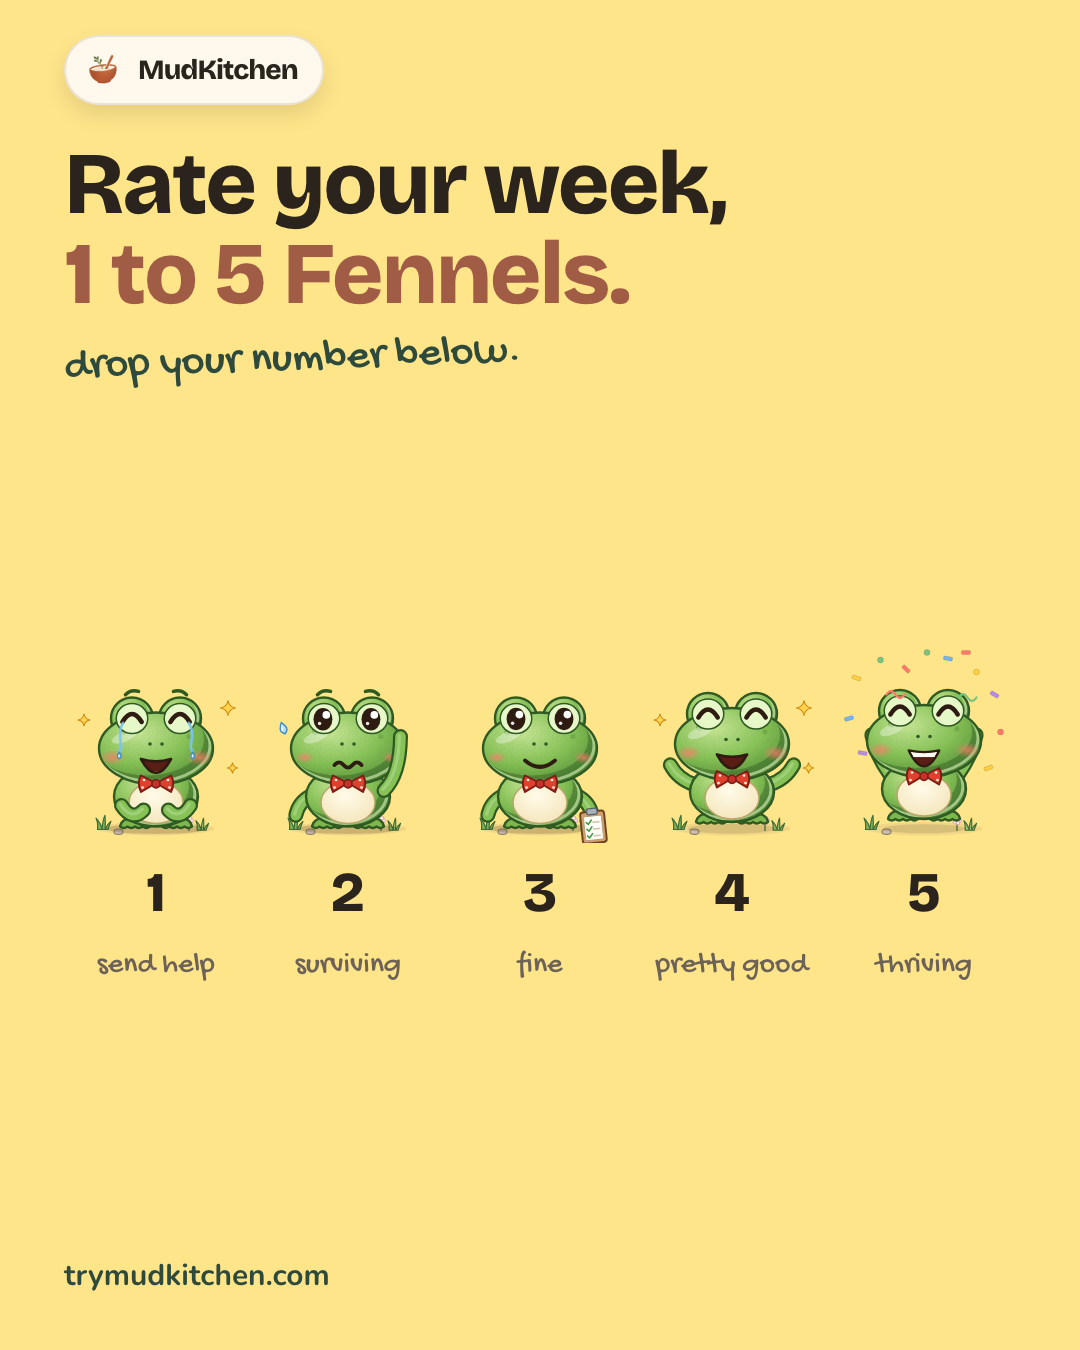 MudKitchen
Rate your week,
1 to 5 Fennels.
drop your number below.
1 2 3 4 5
send help surviving fine pretty good thriving
trymudkitchen.com